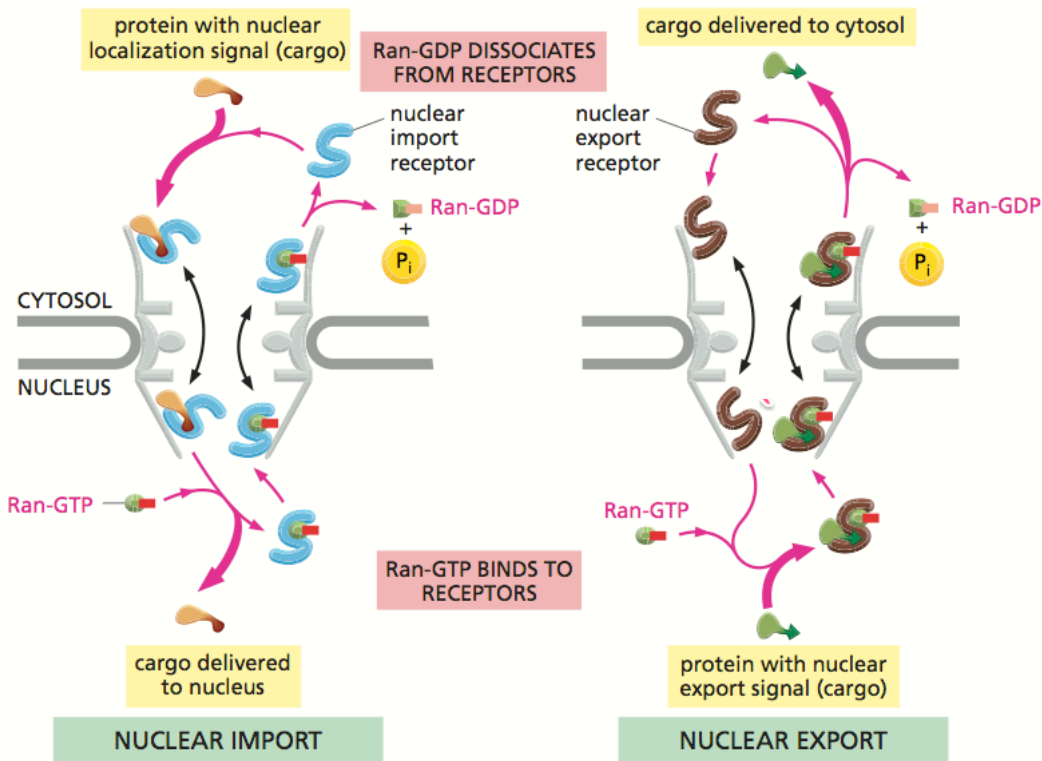 protein with nuclear
localization signal (cargo)
Ran-GDP DISSOCIATES
FROM RECEPTORS
cargo delivered to cytosol
nuclear
import
receptor
nuclear
export
receptor
Ran-GDP
+
Pi
Ran-GDP
+
Pi
CYTOSOL
NUCLEUS
Ran-GTP
Ran-GTP
Ran-GTP BINDS TO
RECEPTORS
cargo delivered
to nucleus
protein with nuclear
export signal (cargo)
NUCLEAR IMPORT
NUCLEAR EXPORT